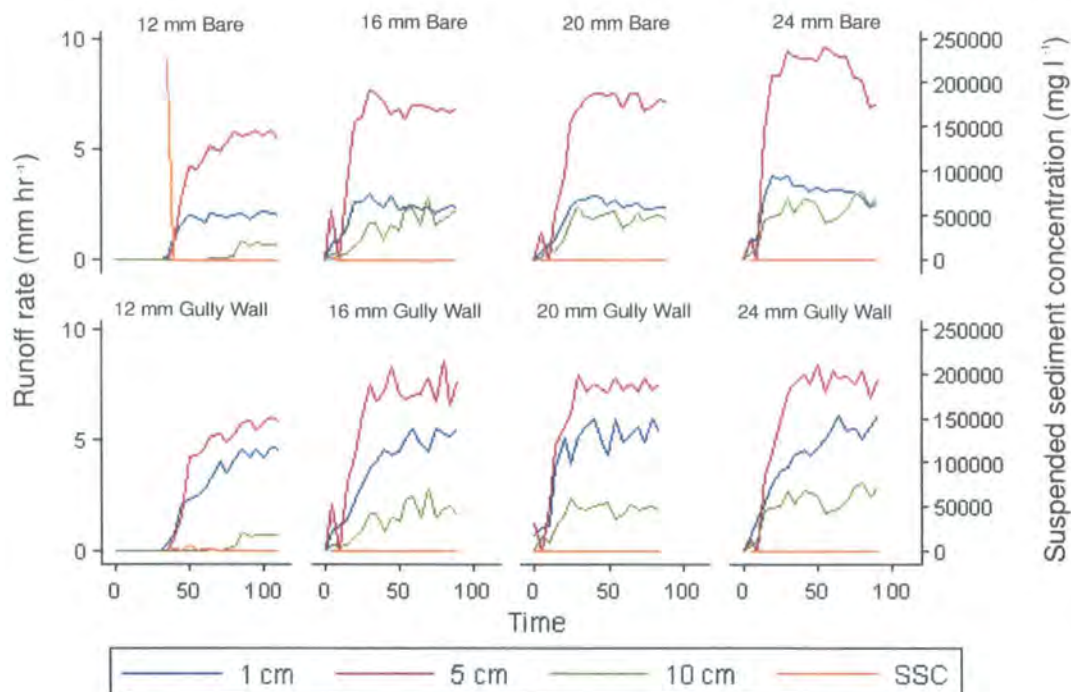 12 mm Bare 16 mm Bare 20 mm Bare 24 mm Bare
10
5
0
250000
200000
150000
100000
50000
0
12 mm Gully Wall 16 mm Gully Wall 20 mm Gully Wall 24 mm Gully Wall
10
5
0
250000
200000
150000
100000
50000
0
Runoff rate (mm hr⁻¹)
Suspended sediment concentration (mg l⁻¹)
0 50 100 0 50 100 0 50 100 0 50 100
Time
1 cm 5 cm 10 cm SSC